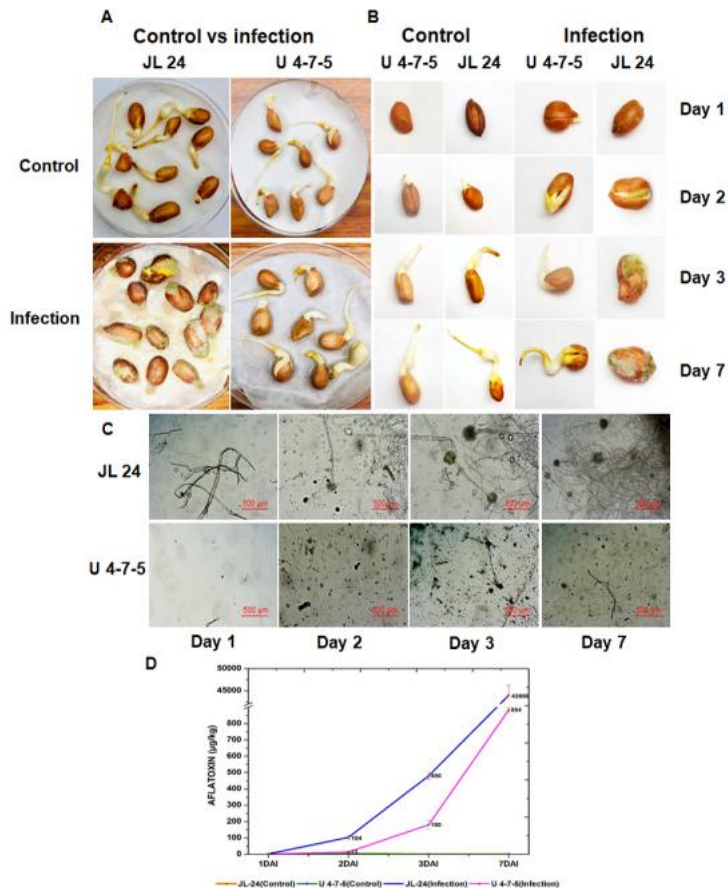 A
Control vs infection
JL 24
U 4-7-5
Control
Infection
B
Control
Infection
U 4-7-5
JL 24
U 4-7-5
JL 24
Day 1
Day 2
Day 3
Day 7
C
JL 24
U 4-7-5
500 µm
500 µm
Day 1
Day 2
Day 3
Day 7
D
AFLATOXIN (µg/kg)
50000
45000
800
700
600
500
400
300
200
100
0
104
180
1DAI
2DAI
3DAI
7DAI
JL-24(Control)
U 4-7-5(Control)
JL-24(Infection)
U 4-7-5(Infection)